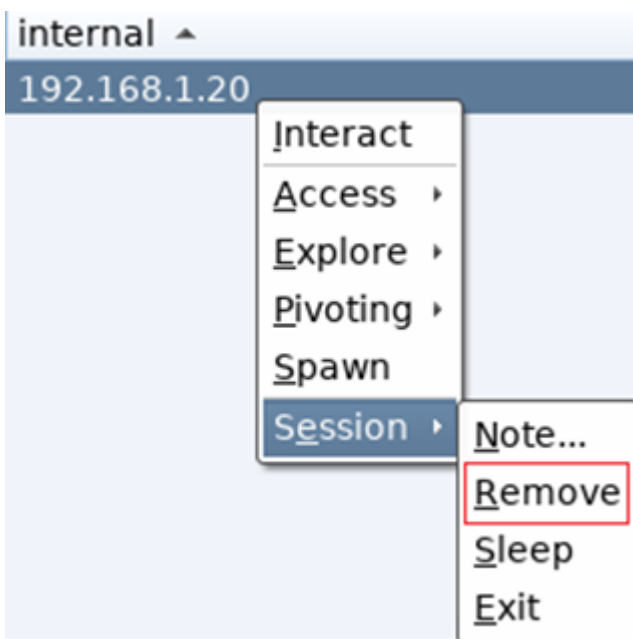 internal
192.168.1.20
Interact
Access
Explore
Pivoting
Spawn
Session
Note...
Remove
Sleep
Exit